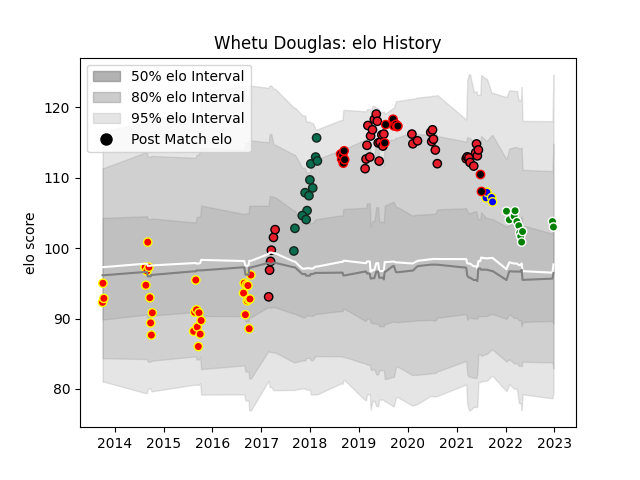 Whetu Douglas: elo History
50% elo Interval
80% elo Interval
95% elo Interval
Post Match elo
elo score
120
110
100
90
80
2014 2015 2016 2017 2018 2019 2020 2021 2022 2023